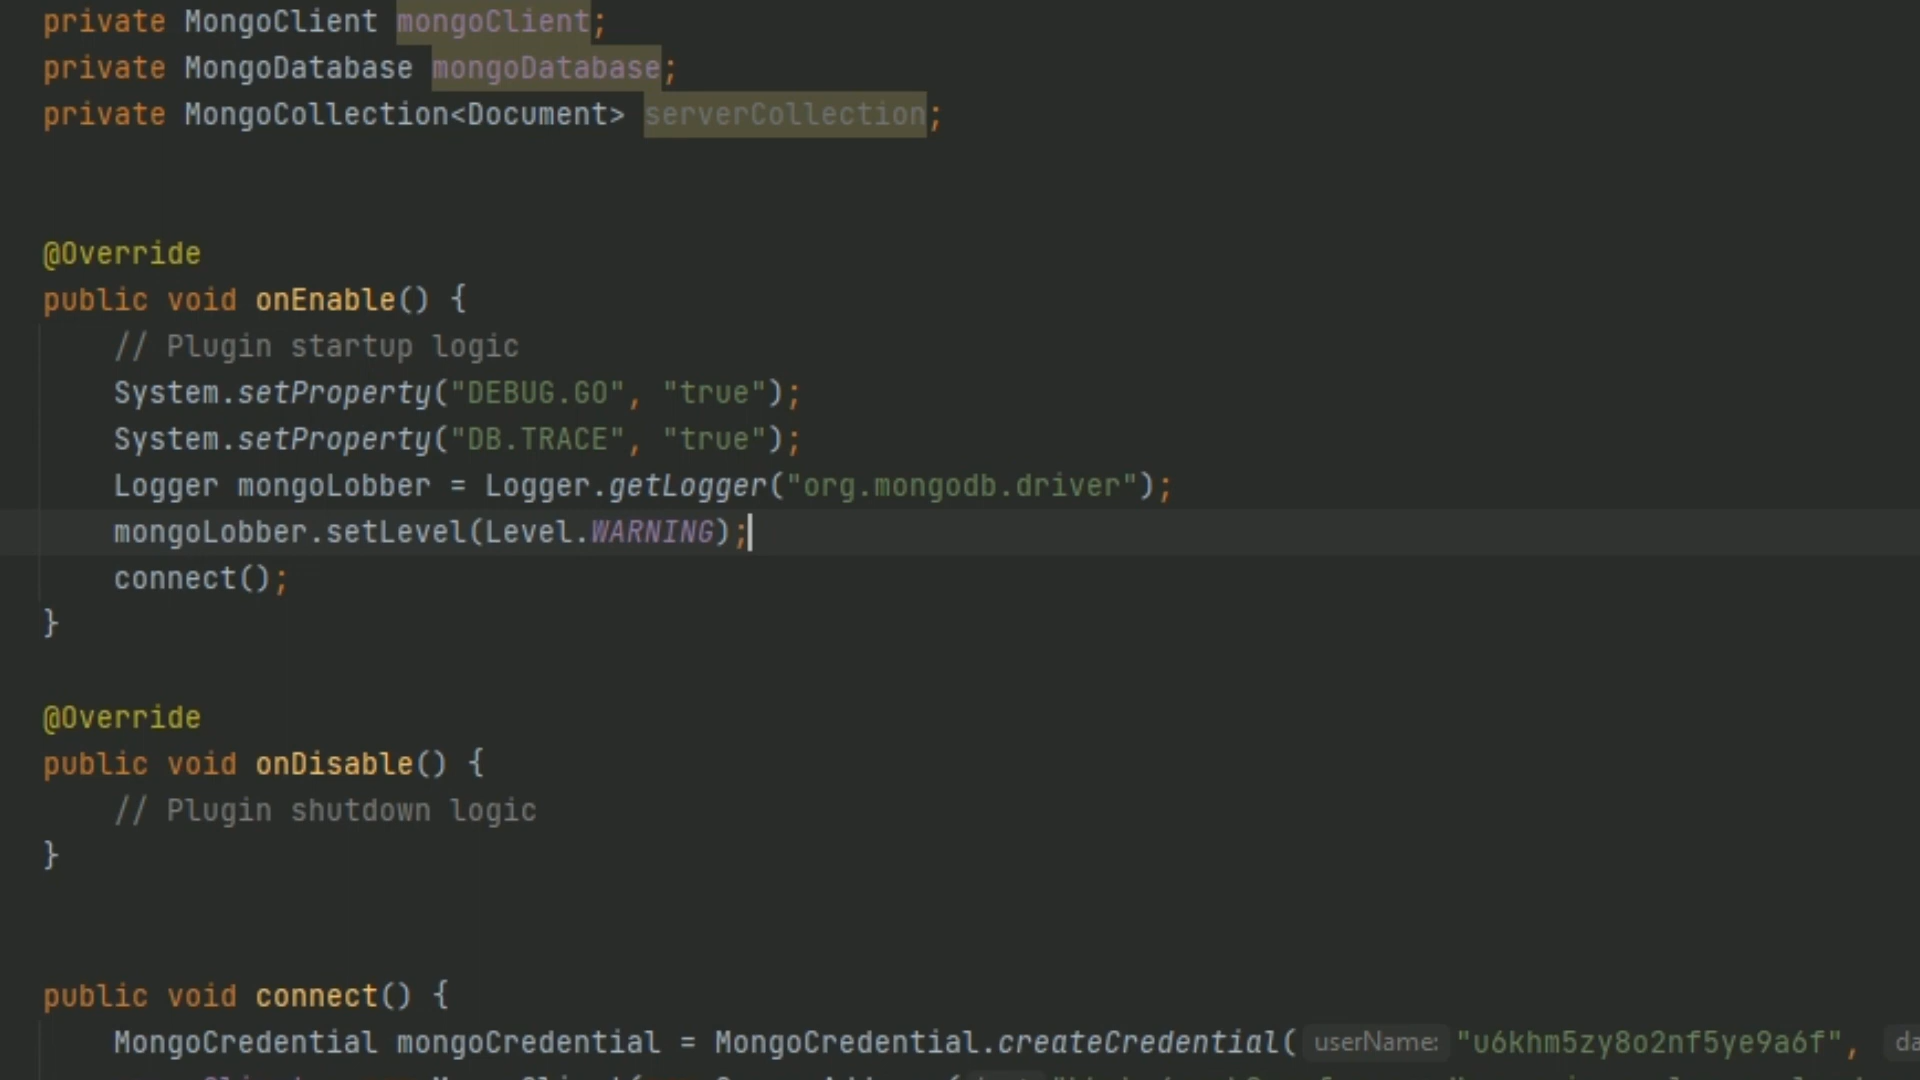 private MongoClient mongoClient;
private MongoDatabase mongoDatabase;
private MongoCollection<Document> serverCollection;
@Override
public void onEnable() {
// Plugin startup logic
System.setProperty("DEBUG.GO", "true");
System.setProperty("DB.TRACE", "true");
Logger mongoLobber = Logger.getLogger("org.mongodb.driver");
mongoLobber.setLevel(Level.WARNING);
connect();
}
@Override
public void onDisable() {
// Plugin shutdown logic
}
public void connect() {
MongoCredential mongoCredential = MongoCredential.createCredential( userName: "u6khm5zy8o2nf5ye9a6f", da